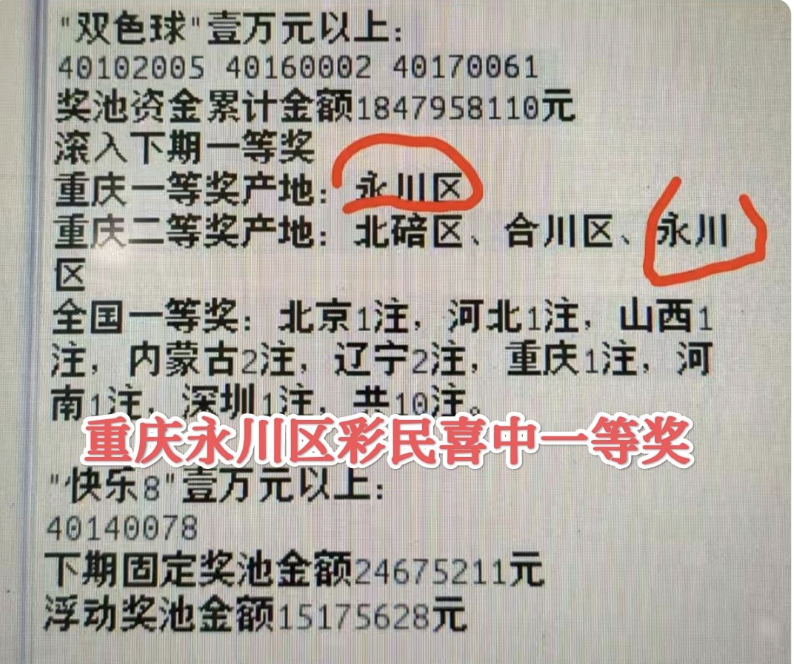 "双色球"壹万元以上：
40102005 40160002 40170061
奖池资金累计金额1847958110元
滚入下期一等奖
重庆一等奖产地：永川区
重庆二等奖产地：北碚区、合川区、永川
区
全国一等奖：北京1注，河北1注，山西1
注，内蒙古2注，辽宁2注，重庆1注，河
南1注，深圳1注，共10注。
重庆永川区彩民喜中一等奖
"快乐8"壹万元以上：
40140078
下期固定奖池金额24675211元
浮动奖池金额15175628元